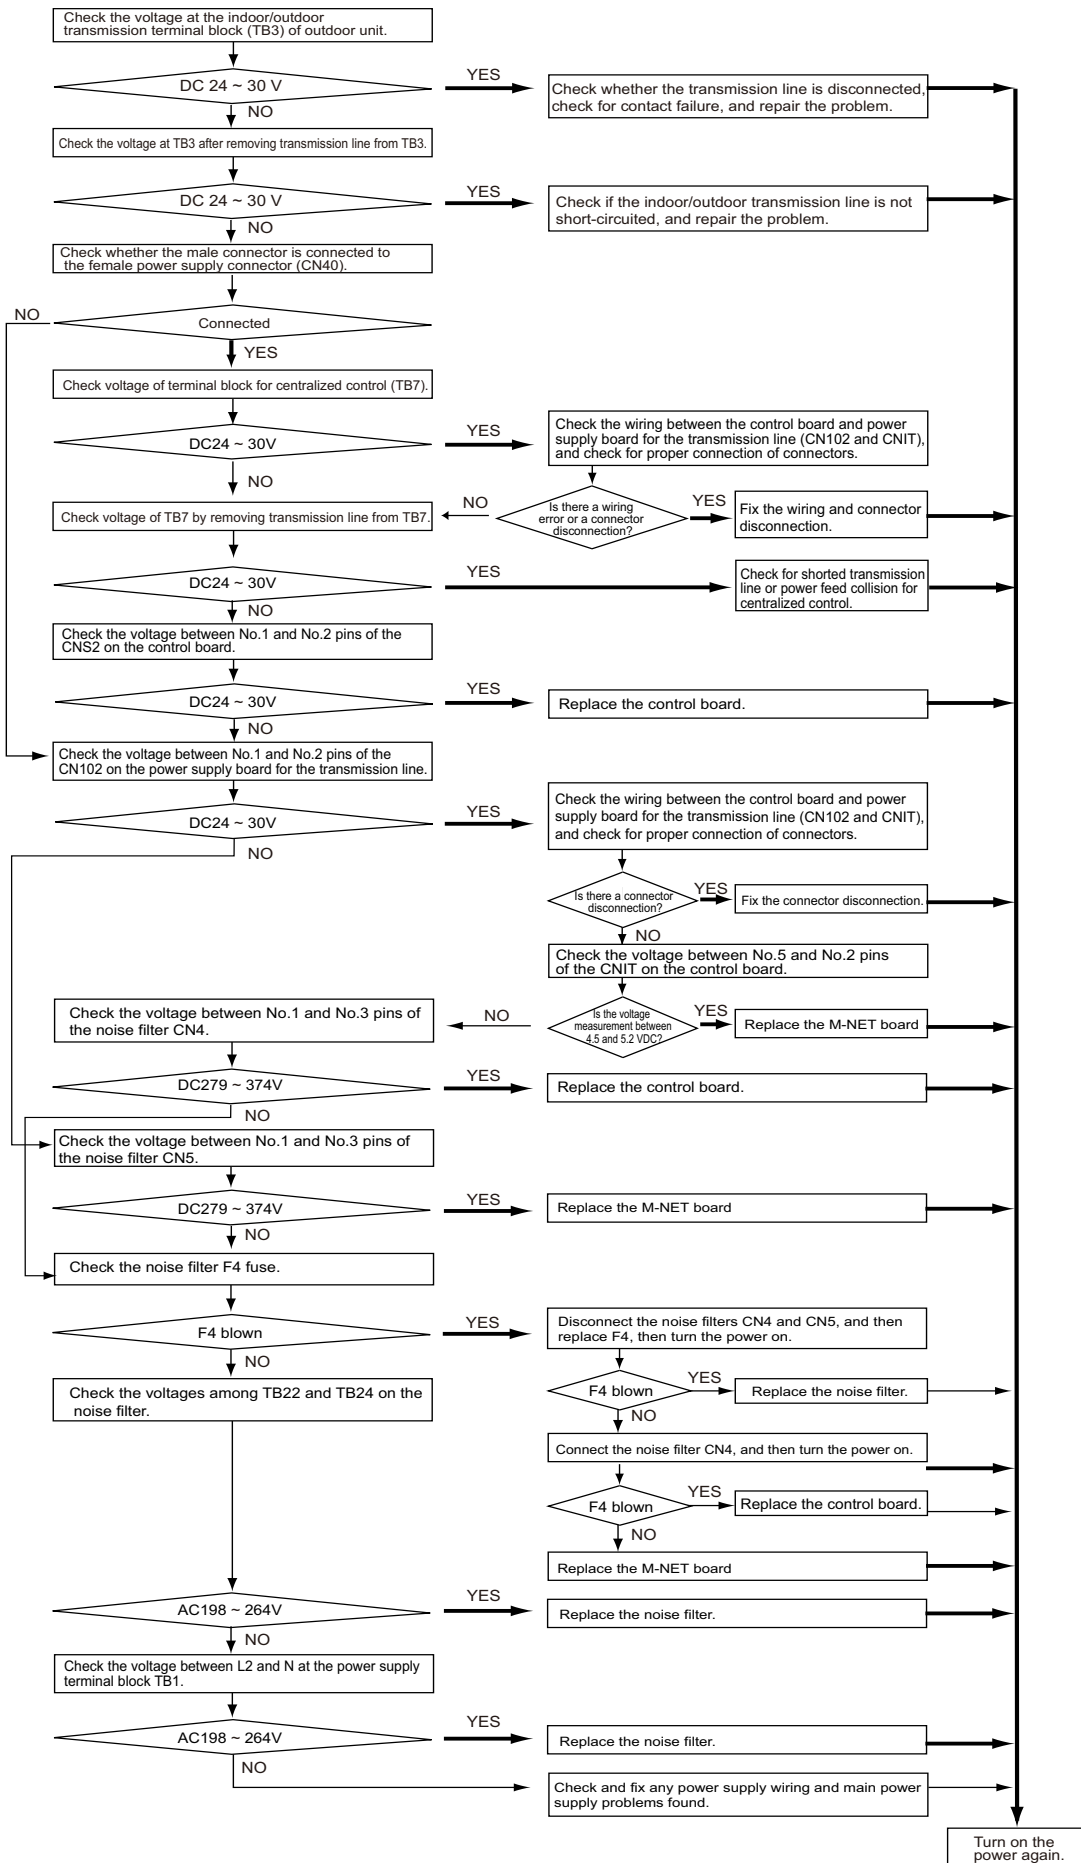 Check the voltage at the indoor/outdoor
transmission terminal block (TB3) of outdoor unit.
DC 24 ~ 30 V
YES
Check whether the transmission line is disconnected,
check for contact failure, and repair the problem.
NO
Check the voltage at TB3 after removing transmission line from TB3.
DC 24 ~ 30 V
YES
Check if the indoor/outdoor transmission line is not
short-circuited, and repair the problem.
NO
Check whether the male connector is connected to
the female power supply connector (CN40).
NO
Connected
YES
Check voltage of terminal block for centralized control (TB7).
DC24 ~ 30V
YES
Check the wiring between the control board and power
supply board for the transmission line (CN102 and CNIT),
and check for proper connection of connectors.
NO
Is there a wiring
error or a connector
disconnection?
YES
Fix the wiring and connector
disconnection.
NO
Check voltage of TB7 by removing transmission line from TB7.
DC24 ~ 30V
YES
Check for shorted transmission
line or power feed collision for
centralized control.
NO
Check the voltage between No.1 and No.2 pins of the
CNS2 on the control board.
DC24 ~ 30V
YES
Replace the control board.
NO
Check the voltage between No.1 and No.2 pins of the
CN102 on the power supply board for the transmission line.
DC24 ~ 30V
YES
Check the wiring between the control board and power
supply board for the transmission line (CN102 and CNIT),
and check for proper connection of connectors.
NO
Is there a connector
disconnection?
YES
Fix the connector disconnection.
NO
Check the voltage between No.5 and No.2 pins
of the CNIT on the control board.
Is the voltage
measurement between
4.5 and 5.2 VDC?
YES
Replace the M-NET board
NO
Check the voltage between No.1 and No.3 pins of
the noise filter CN4.
DC279 ~ 374V
YES
Replace the control board.
NO
Check the voltage between No.1 and No.3 pins of
the noise filter CN5.
DC279 ~ 374V
YES
Replace the M-NET board
NO
Check the noise filter F4 fuse.
F4 blown
YES
Disconnect the noise filters CN4 and CN5, and then
replace F4, then turn the power on.
NO
Check the voltages among TB22 and TB24 on the
noise filter.
F4 blown
YES
Replace the noise filter.
NO
Connect the noise filter CN4, and then turn the power on.
F4 blown
YES
Replace the control board.
NO
Replace the M-NET board
AC198 ~ 264V
YES
Replace the noise filter.
NO
Check the voltage between L2 and N at the power supply
terminal block TB1.
AC198 ~ 264V
YES
Replace the noise filter.
NO
Check and fix any power supply wiring and main power
supply problems found.
Turn on the
power again.